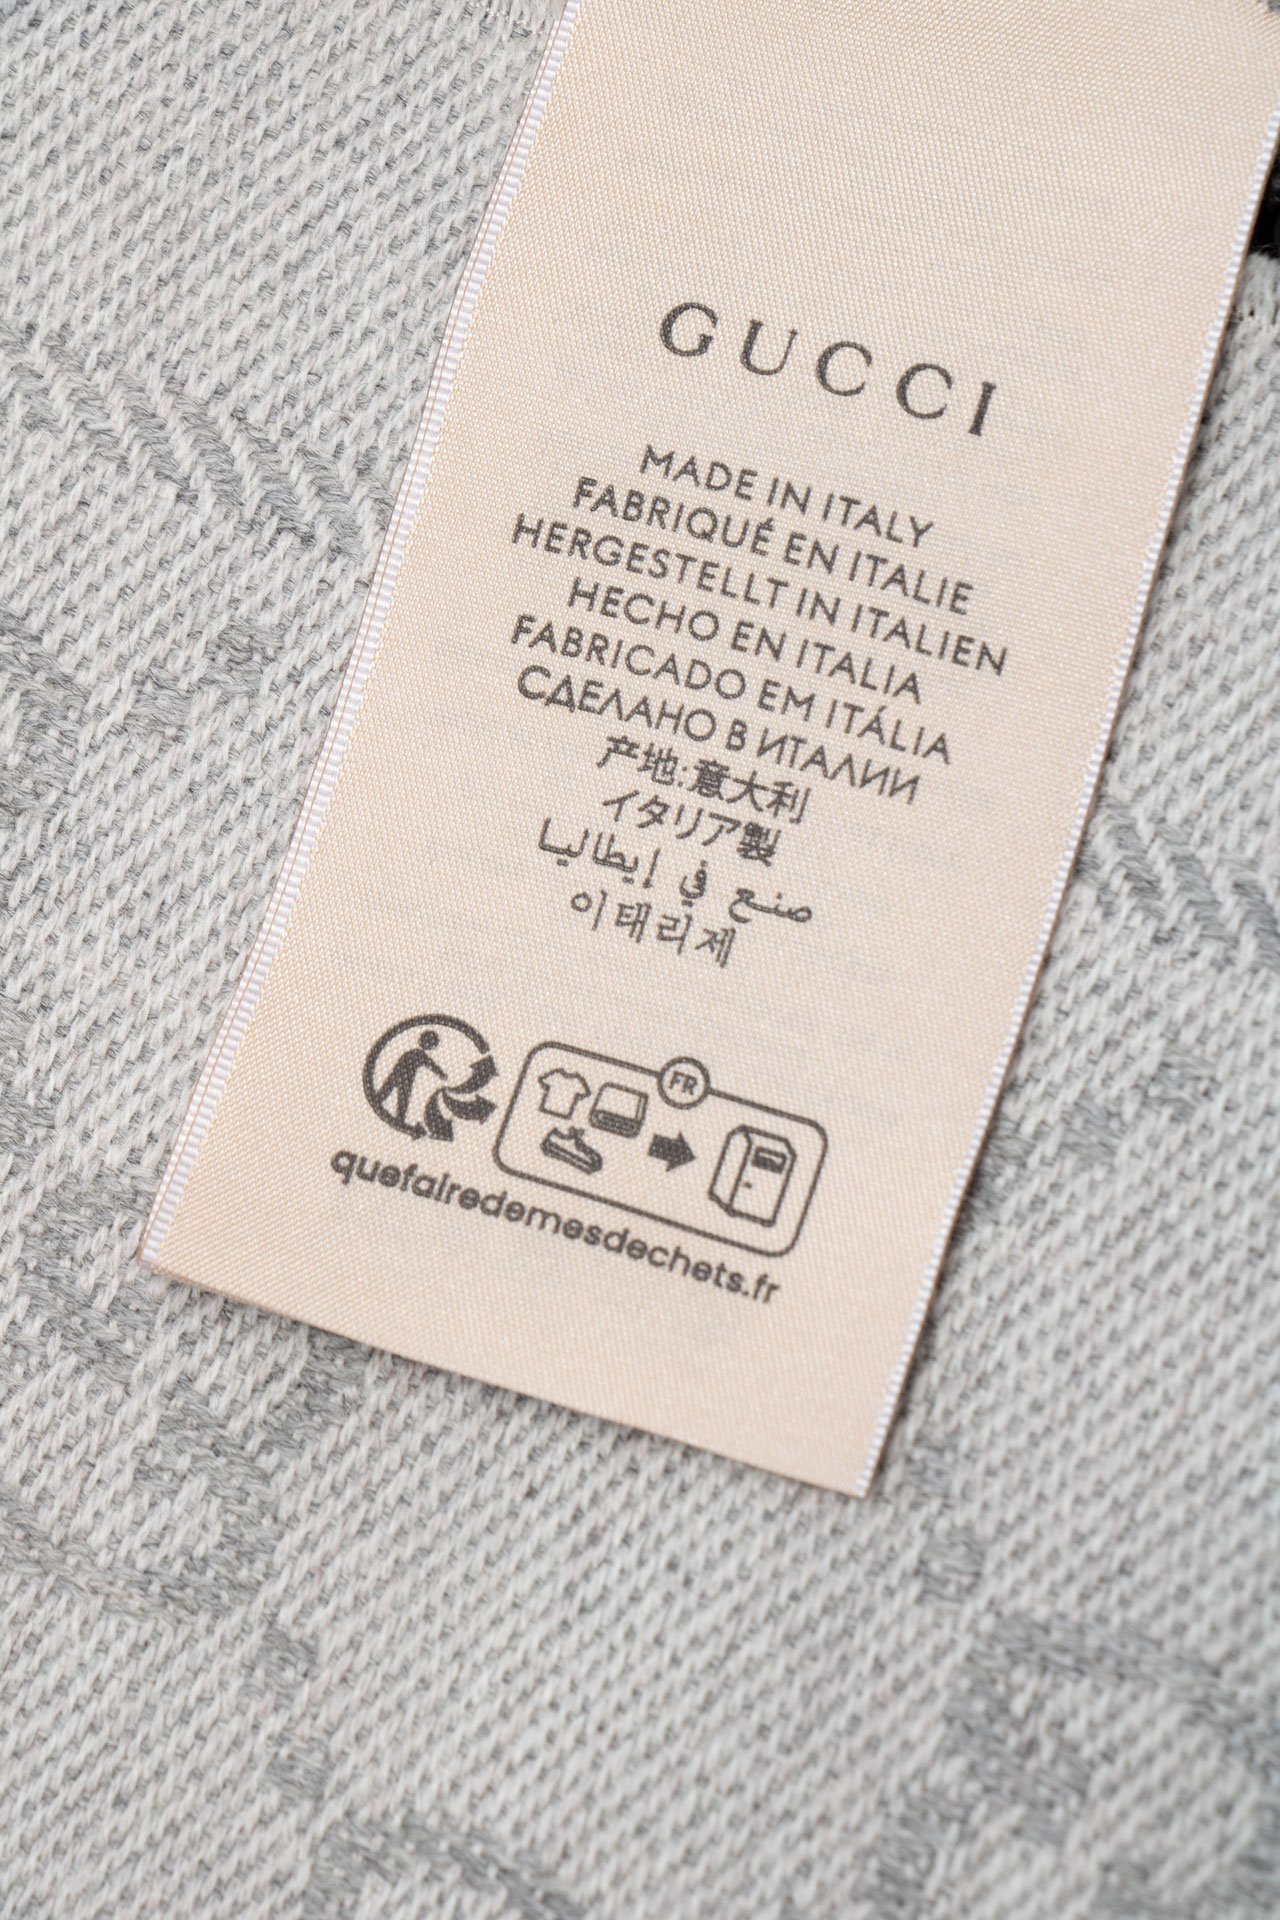 GUCCI
MADE IN ITALY
FABRIQUÉ EN ITALIE
HERGESTELLT IN ITALIEN
HECHO EN ITALIA
FABRICADO EM ITÁLIA
СДЕЛАНО В ИТАЛИИ
产地:意大利
イタリア製
صنع في إيطاليا
이태리제
FR
quefairedemesdechets.fr